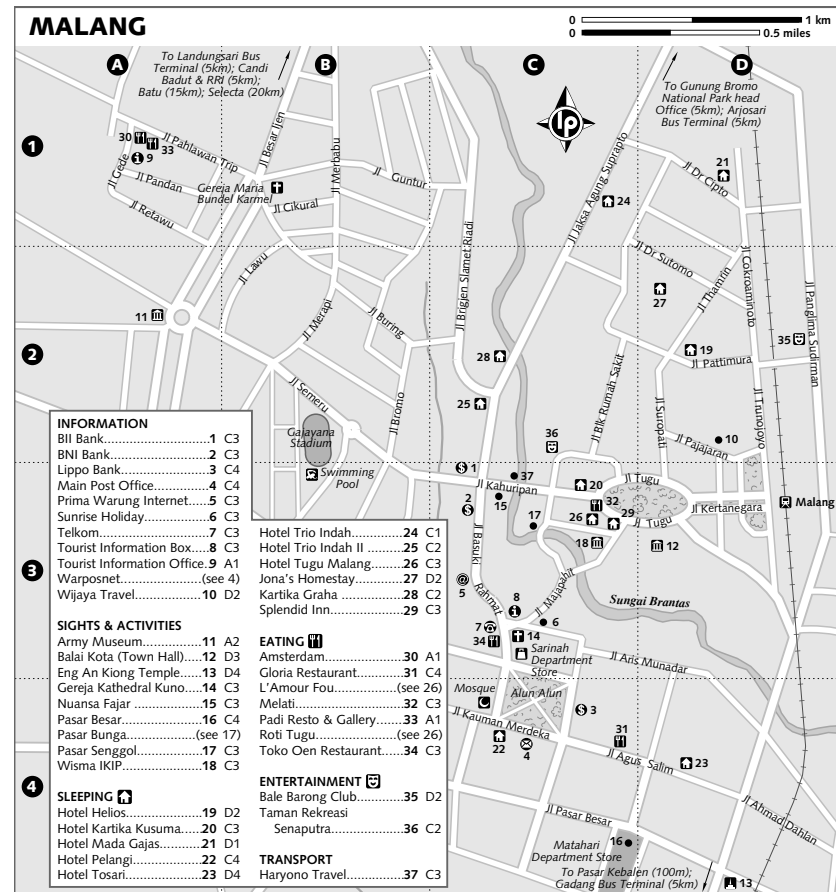 MALANG
0 1 km
0 0.5 miles
A
B
C
D
To Landungsari Bus
Terminal (5km); Candi
Badut & RRI (5km);
Batu (15km); Selecta (20km)
To Gunung Bromo
National Park head
Office (5km); Arjosari
Bus Terminal (5km)
lp
1
30
33
9
Jl Pahlawan Trip
Jl Gede
Jl Pandan
Jl Retawu
Jl Besar Ijen
Gereja Maria
Bundel Karmel
Jl Cikural
Jl Merbabu
Jl Guntur
Jl Brigjen Slamet Riadi
Jl Jaksa Agung Suprapto
24
Jl Dr Cipto
21
Jl Dr Sutomo
27
Jl Thamrin
Jl Cokroaminoto
Jl Panglima Sudirman
2
11
Jl Lawu
Jl Merapi
Jl Buring
Jl Semeru
Jl Bromo
28
25
Jl Blk Rumah Sakit
19
Jl Pattimura
35
Jl Suropati
10
Jl Pajajaran
Jl Trunojoyo
Gajayana
Stadium
Swimming
Pool
36
1
37
Jl Kahuripan
15
2
20
Jl Tugu
32
26
29
Jl Tugu
Jl Kertanegara
Malang
17
18
12
3
Jl Basuki Rahmat
5
8
Jl Majapahit
6
7
14
34
Sungai Brantas
Sarinah
Department
Store
Jl Aris Munadar
Mosque
Alun Alun
3
Jl Kauman Merdeka
22
4
31
Jl Agus Salim
23
4
Jl Pasar Besar
Jl Ahmad Dahlan
Matahari
Department Store
16
To Pasar Kebalen (100m);
Gadang Bus Terminal (5km)
13
INFORMATION
BII Bank........................1 C3
BNI Bank......................2 C3
Lippo Bank...................3 C4
Main Post Office...........4 C4
Prima Warung Internet...5 C3
Sunrise Holiday............6 C3
Telkom........................7 C3
Tourist Information Box...8 C3
Tourist Information Office.9 A1
Warposnet...............(see 4)
Wijaya Travel..............10 D2
SIGHTS & ACTIVITIES
Army Museum............11 A2
Balai Kota (Town Hall)....12 D3
Eng An Kiong Temple....13 D4
Gereja Kathedral Kuno...14 C3
Nuansa Fajar..............15 C3
Pasar Besar................16 C4
Pasar Bunga............(see 17)
Pasar Senggol............17 C3
Wisma IKIP................18 C3
SLEEPING
Hotel Helios...............19 D2
Hotel Kartika Kusuma....20 C3
Hotel Mada Gajas.........21 D1
Hotel Pelangi..............22 C4
Hotel Tosari...............23 D4
Hotel Trio Indah..........24 C1
Hotel Trio Indah II.......25 C2
Hotel Tugu Malang.......26 C3
Jona's Homestay..........27 D2
Kartika Graha.............28 C2
Splendid Inn..............29 C3
EATING
Amsterdam................30 A1
Gloria Restaurant.........31 C4
L'Amour Fou............(see 26)
Melati......................32 C3
Padi Resto & Gallery.....33 A1
Roti Tugu................(see 26)
Toko Oen Restaurant.....34 C3
ENTERTAINMENT
Bale Barong Club.........35 D2
Taman Rekreasi
Senaputra.................36 C2
TRANSPORT
Haryono Travel...........37 C3